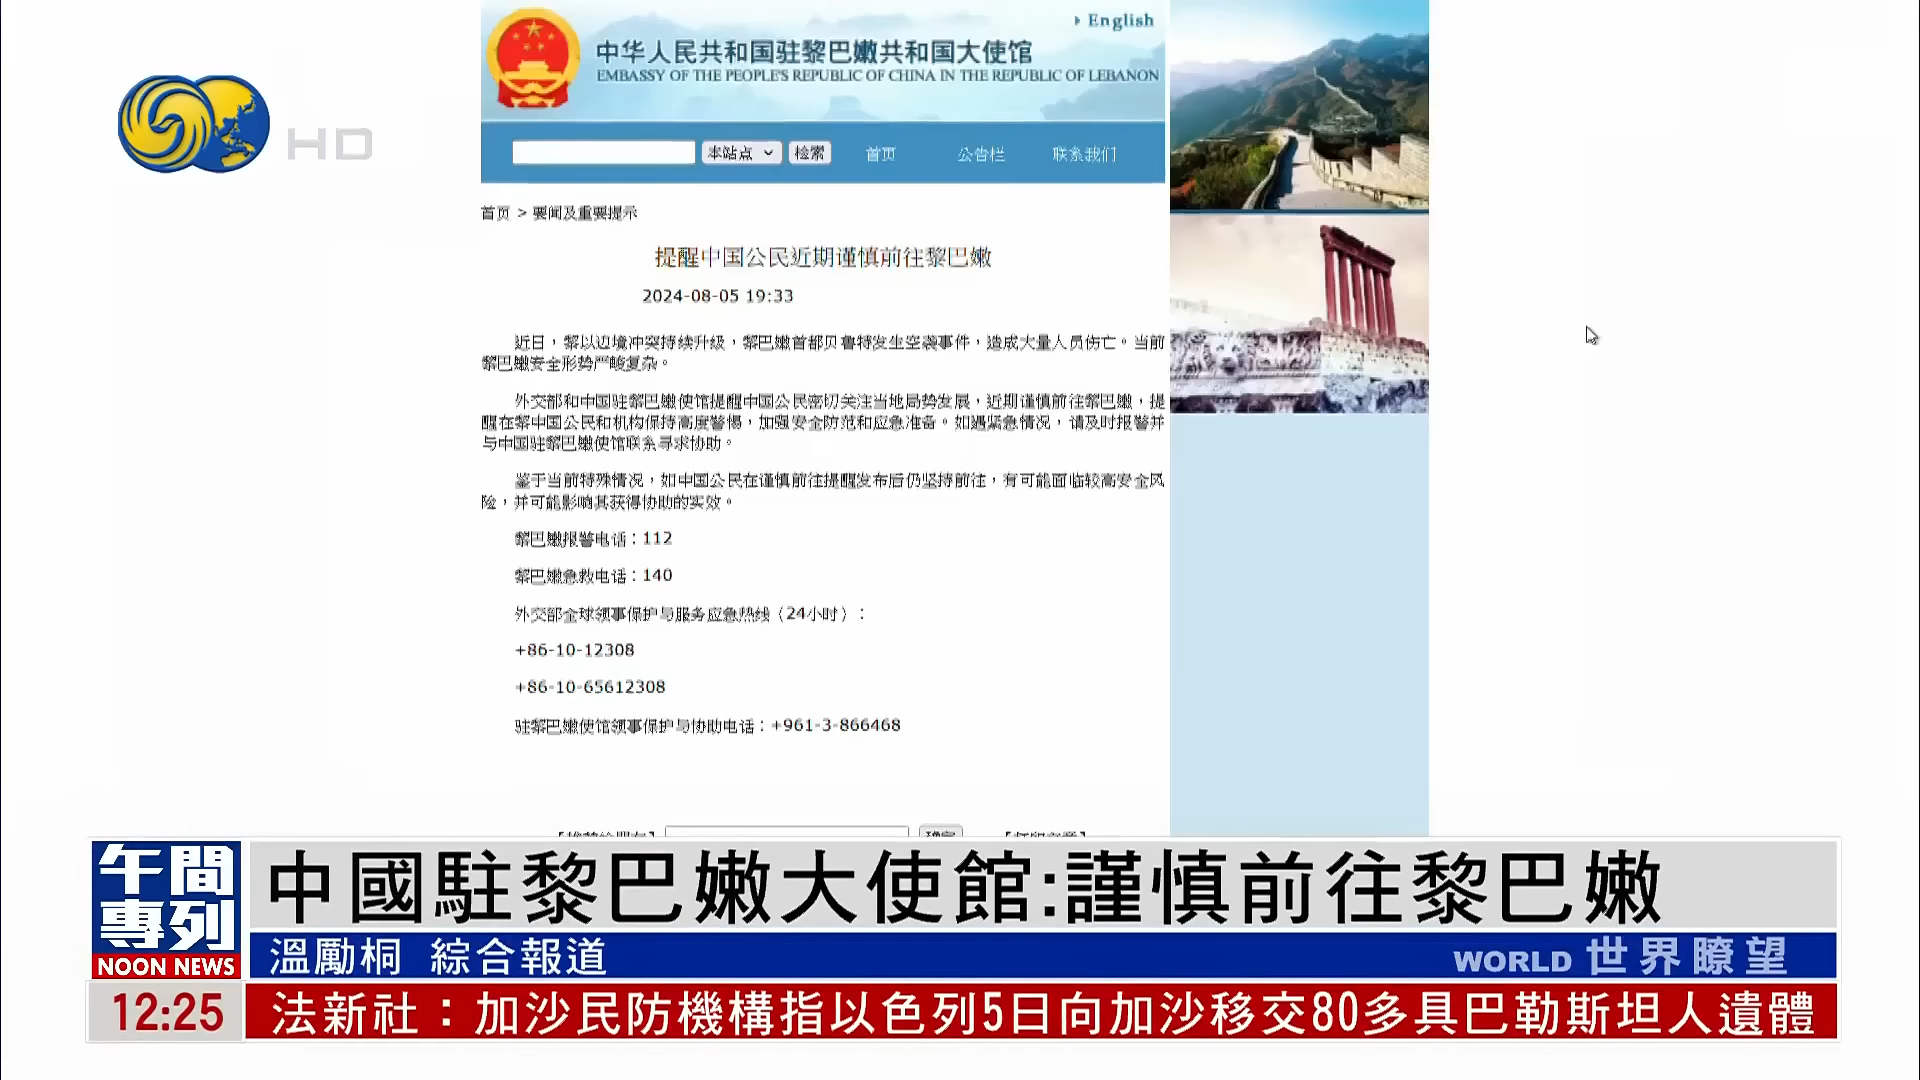 English
中华人民共和国驻黎巴嫩共和国大使馆
EMBASSY OF THE PEOPLE'S REPUBLIC OF CHINA IN THE REPUBLIC OF LEBANON
HD
本站点 检索 首页 公告栏 联系我们
首页 > 要闻及重要提示
提醒中国公民近期谨慎前往黎巴嫩
2024-08-05 19:33
近日，黎以边境冲突持续升级，黎巴嫩首都贝鲁特发生空袭事件，造成大量人员伤亡。当前
黎巴嫩安全形势严峻复杂。
外交部和中国驻黎巴嫩使馆提醒中国公民密切关注当地局势发展，近期谨慎前往黎巴嫩，提
醒在黎中国公民和机构保持高度警惕，加强安全防范和应急准备。如遇紧急情况，请及时报警并
与中国驻黎巴嫩使馆联系寻求协助。
鉴于当前特殊情况，如中国公民在谨慎前往提醒发布后仍坚持前往，有可能面临较高安全风
险，并可能影响其获得协助的实效。
黎巴嫩报警电话：112
黎巴嫩急救电话：140
外交部全球领事保护与服务应急热线（24小时）：
+86-10-12308
+86-10-65612308
驻黎巴嫩使馆领事保护与协助电话：+961-3-866468
午間專列
NOON NEWS
中國駐黎巴嫩大使館:謹慎前往黎巴嫩
溫勵桐 綜合報道
WORLD 世界瞭望
12:25
法新社：加沙民防機構指以色列5日向加沙移交80多具巴勒斯坦人遺體